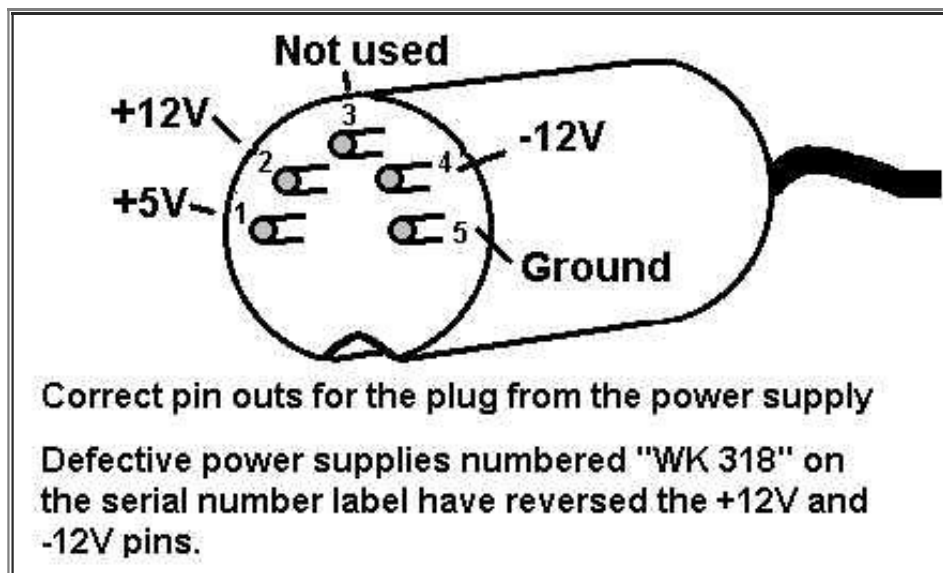 Not used
+12V
3
-12V
2
4
+5V
1
5
Ground
Correct pin outs for the plug from the power supply
Defective power supplies numbered "WK 318" on
the serial number label have reversed the +12V and
-12V pins.